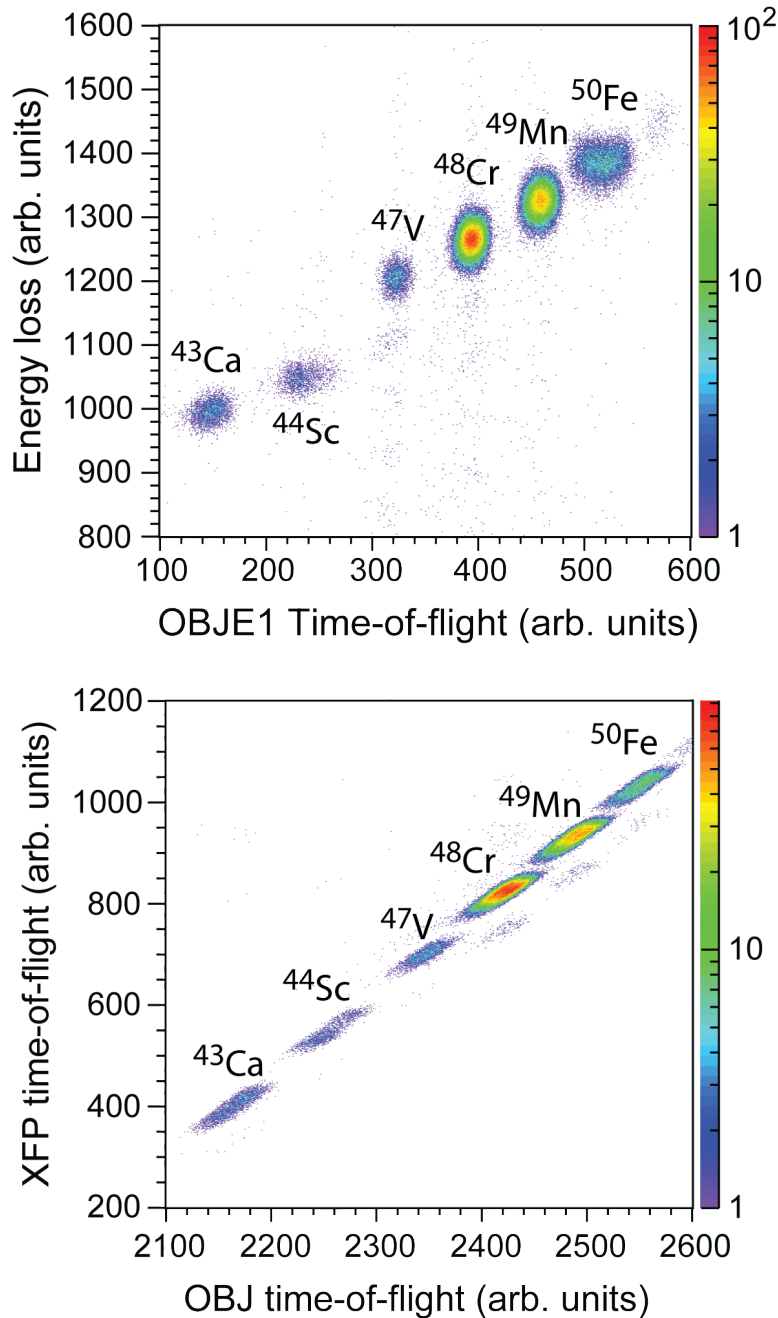 1600
10²
1500
⁵⁰Fe
⁴⁹Mn
1400
⁴⁸Cr
1300
⁴⁷V
1200
10
1100
⁴³Ca
1000
⁴⁴Sc
900
800
1
100 200 300 400 500 600
Energy loss (arb. units)
OBJE1 Time-of-flight (arb. units)
1200
⁵⁰Fe
1000
⁴⁹Mn
⁴⁸Cr
800
⁴⁷V
10
600
⁴⁴Sc
⁴³Ca
400
200
1
2100 2200 2300 2400 2500 2600
XFP time-of-flight (arb. units)
OBJ time-of-flight (arb. units)